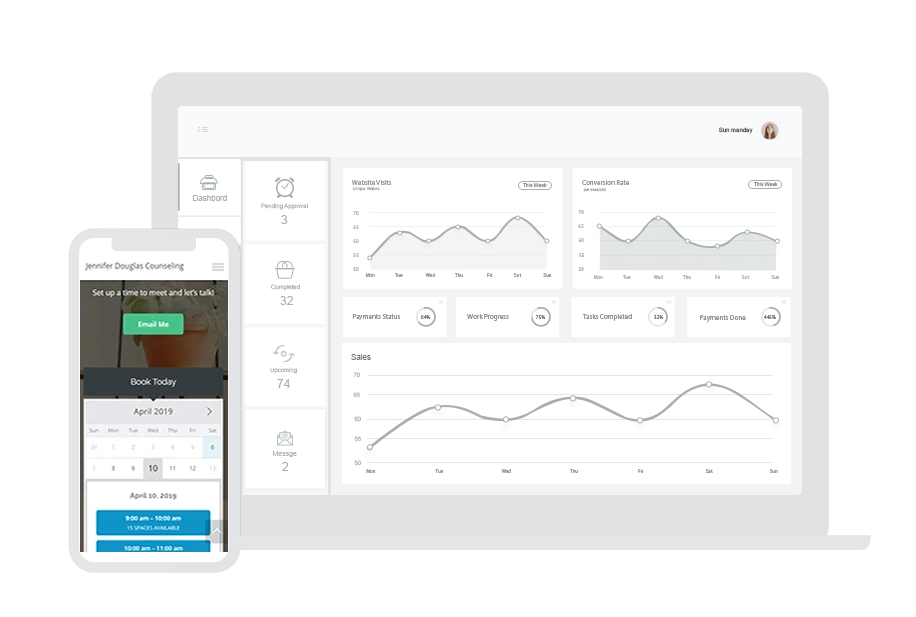 Sun manday
Dashbord
Pending Approval
3
Completed
32
Upcoming
74
Messge
2
Website Visits
Unique Visitors
This Week
70
65
60
55
50
Mon Tue Wed Thu Fri Sat Sun
Conversion Rate
This Week
70
65
60
55
50
Mon Tue Wed Thu Fri Sat Sun
Payments Status
64%
Work Progress
75%
Tasks Completed
32%
Payments Done
Sales
70
65
60
55
50
Mon Tue Wed Thu Fri Sat Sun
Jennifer Douglas Counseling
Set up a time to meet and let's talk!
Email Me
Book Today
April 2019
Sun Mon Tue Wed Thu Fri Sat
1 2 3 4 5 6
7 8 9 10 11 12 13
April 10, 2019
9:00 am – 10:00 am
15 SPACES AVAILABLE
10:00 am – 11:00 am